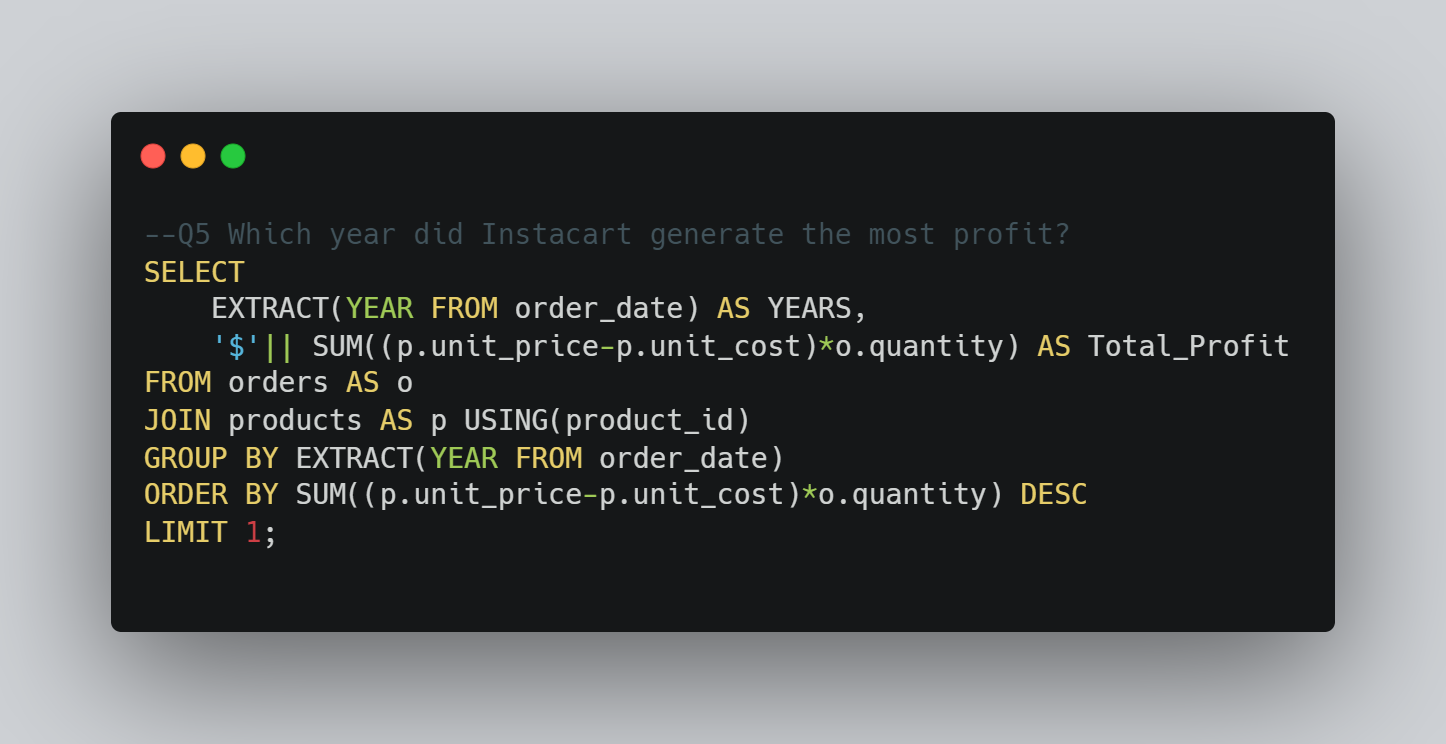 --Q5 Which year did Instacart generate the most profit?
SELECT
    EXTRACT(YEAR FROM order_date) AS YEARS,
    '$'|| SUM((p.unit_price-p.unit_cost)*o.quantity) AS Total_Profit
FROM orders AS o
JOIN products AS p USING(product_id)
GROUP BY EXTRACT(YEAR FROM order_date)
ORDER BY SUM((p.unit_price-p.unit_cost)*o.quantity) DESC
LIMIT 1;